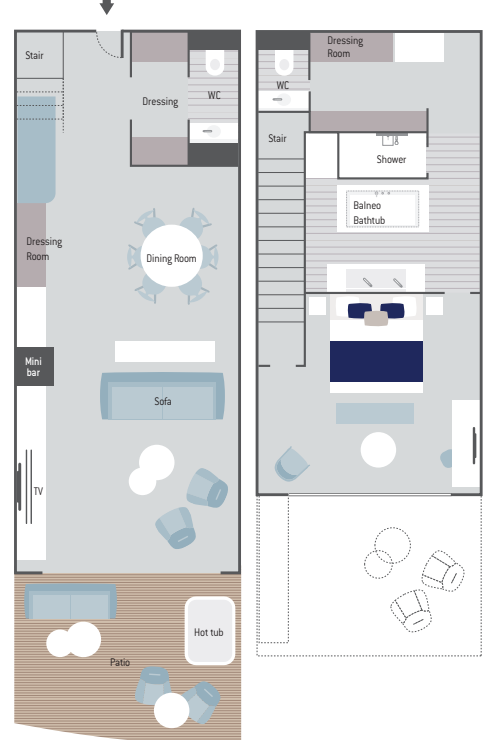 Stair
Dressing
WC
Dressing
Room
Dining Room
Mini
bar
Sofa
TV
Hot tub
Patio
Dressing
Room
WC
Stair
Shower
Balneo
Bathtub